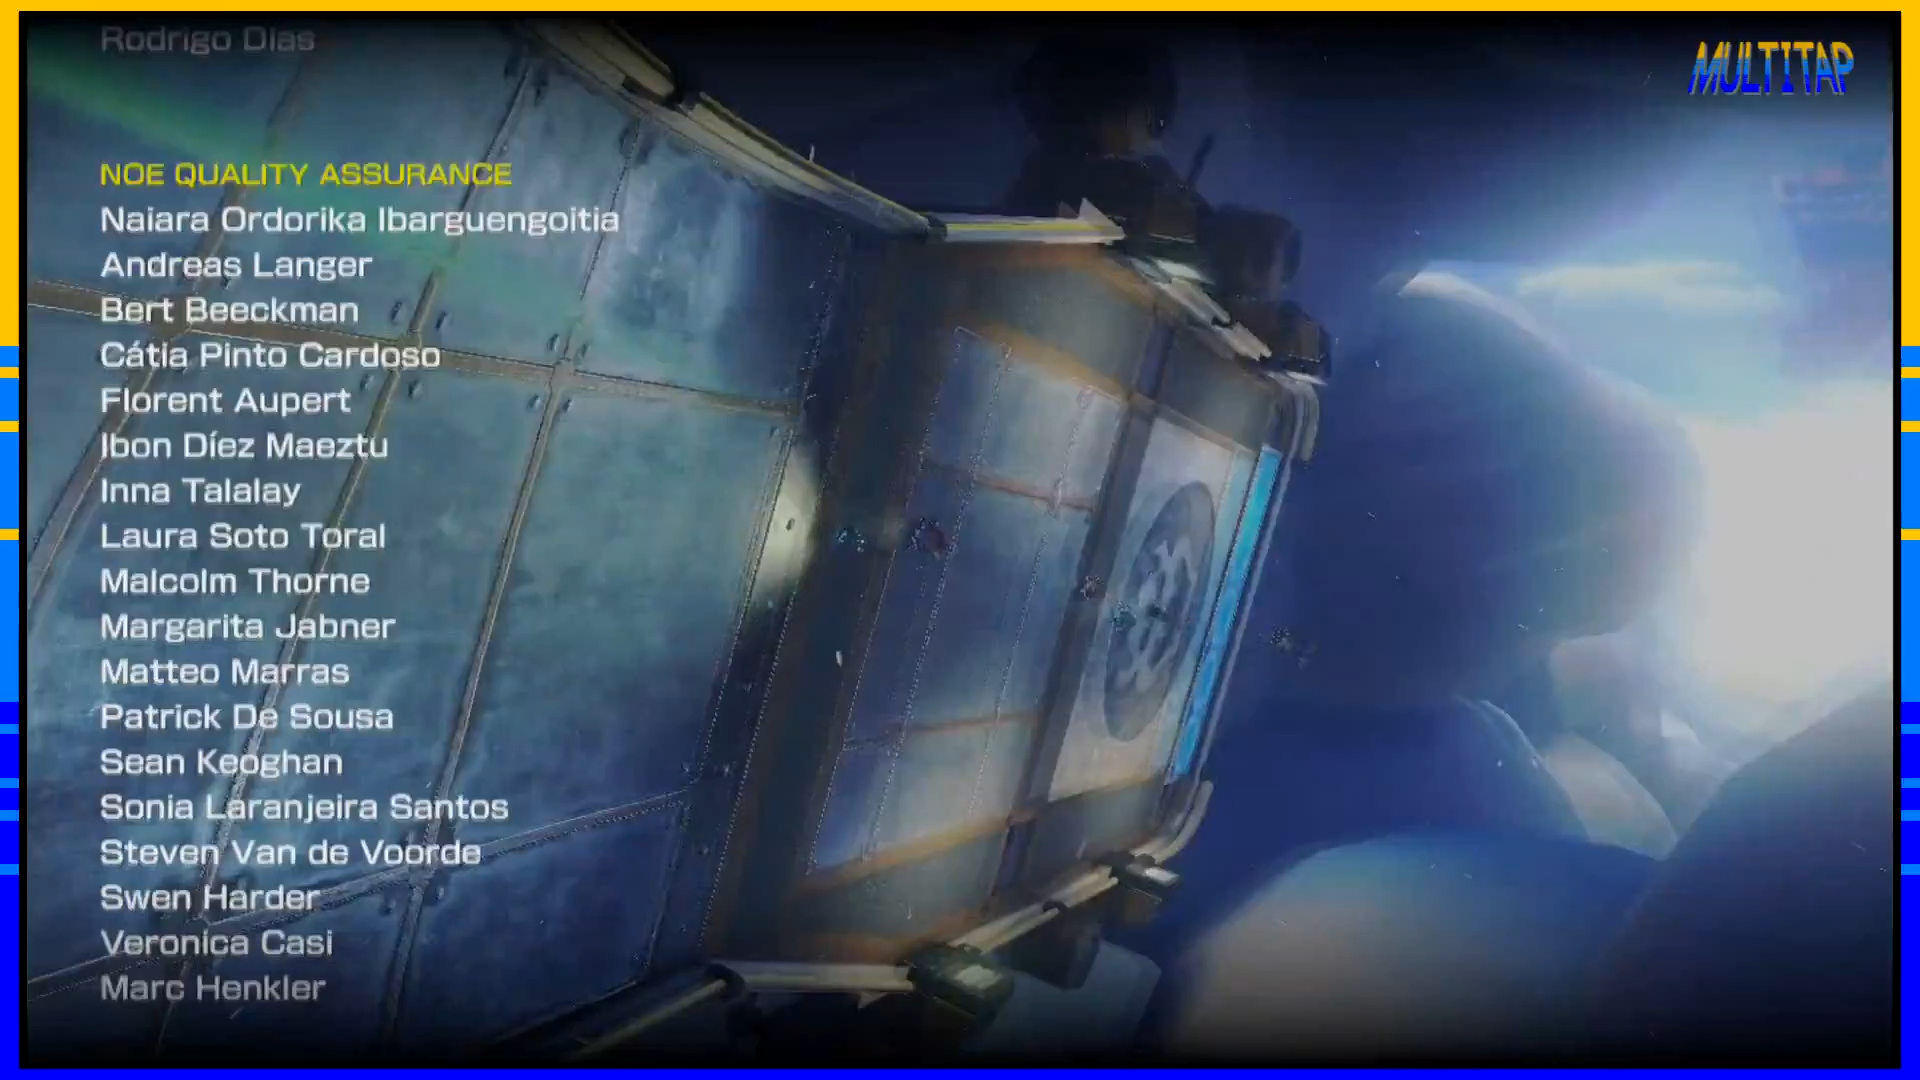 Rodrigo Dias
MULTITAP
NOE QUALITY ASSURANCE
Naiara Ordorika Ibarguengoitia
Andreas Langer
Bert Beeckman
Cátia Pinto Cardoso
Florent Aupert
Ibon Díez Maeztu
Inna Talalay
Laura Soto Toral
Malcolm Thorne
Margarita Jabner
Matteo Marras
Patrick De Sousa
Sean Keoghan
Sonia Laranjeira Santos
Steven Van de Voorde
Swen Harder
Veronica Casi
Marc Henkler